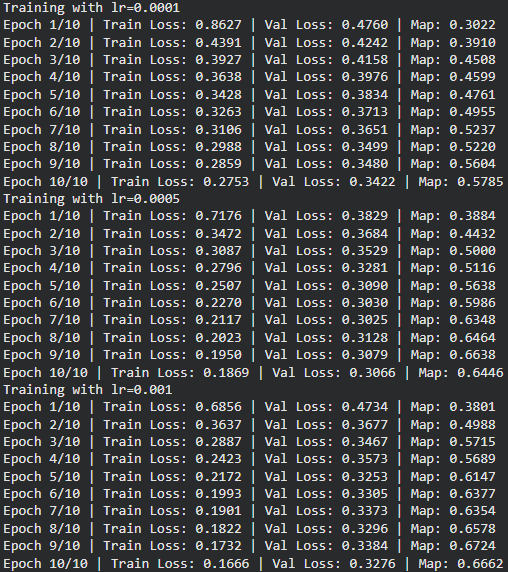 Training with lr=0.0001
Epoch 1/10 | Train Loss: 0.8627 | Val Loss: 0.4760 | Map: 0.3022
Epoch 2/10 | Train Loss: 0.4391 | Val Loss: 0.4242 | Map: 0.3910
Epoch 3/10 | Train Loss: 0.3927 | Val Loss: 0.4158 | Map: 0.4508
Epoch 4/10 | Train Loss: 0.3638 | Val Loss: 0.3976 | Map: 0.4599
Epoch 5/10 | Train Loss: 0.3428 | Val Loss: 0.3834 | Map: 0.4761
Epoch 6/10 | Train Loss: 0.3263 | Val Loss: 0.3713 | Map: 0.4955
Epoch 7/10 | Train Loss: 0.3106 | Val Loss: 0.3651 | Map: 0.5237
Epoch 8/10 | Train Loss: 0.2988 | Val Loss: 0.3499 | Map: 0.5220
Epoch 9/10 | Train Loss: 0.2859 | Val Loss: 0.3480 | Map: 0.5604
Epoch 10/10 | Train Loss: 0.2753 | Val Loss: 0.3422 | Map: 0.5785
Training with lr=0.0005
Epoch 1/10 | Train Loss: 0.7176 | Val Loss: 0.3829 | Map: 0.3884
Epoch 2/10 | Train Loss: 0.3472 | Val Loss: 0.3684 | Map: 0.4432
Epoch 3/10 | Train Loss: 0.3087 | Val Loss: 0.3529 | Map: 0.5000
Epoch 4/10 | Train Loss: 0.2796 | Val Loss: 0.3281 | Map: 0.5116
Epoch 5/10 | Train Loss: 0.2507 | Val Loss: 0.3090 | Map: 0.5638
Epoch 6/10 | Train Loss: 0.2270 | Val Loss: 0.3030 | Map: 0.5986
Epoch 7/10 | Train Loss: 0.2117 | Val Loss: 0.3025 | Map: 0.6348
Epoch 8/10 | Train Loss: 0.2023 | Val Loss: 0.3128 | Map: 0.6464
Epoch 9/10 | Train Loss: 0.1950 | Val Loss: 0.3079 | Map: 0.6638
Epoch 10/10 | Train Loss: 0.1869 | Val Loss: 0.3066 | Map: 0.6446
Training with lr=0.001
Epoch 1/10 | Train Loss: 0.6856 | Val Loss: 0.4734 | Map: 0.3801
Epoch 2/10 | Train Loss: 0.3637 | Val Loss: 0.3677 | Map: 0.4988
Epoch 3/10 | Train Loss: 0.2887 | Val Loss: 0.3467 | Map: 0.5715
Epoch 4/10 | Train Loss: 0.2423 | Val Loss: 0.3573 | Map: 0.5689
Epoch 5/10 | Train Loss: 0.2172 | Val Loss: 0.3253 | Map: 0.6147
Epoch 6/10 | Train Loss: 0.1993 | Val Loss: 0.3305 | Map: 0.6377
Epoch 7/10 | Train Loss: 0.1901 | Val Loss: 0.3373 | Map: 0.6354
Epoch 8/10 | Train Loss: 0.1822 | Val Loss: 0.3296 | Map: 0.6578
Epoch 9/10 | Train Loss: 0.1732 | Val Loss: 0.3384 | Map: 0.6724
Epoch 10/10 | Train Loss: 0.1666 | Val Loss: 0.3276 | Map: 0.6662